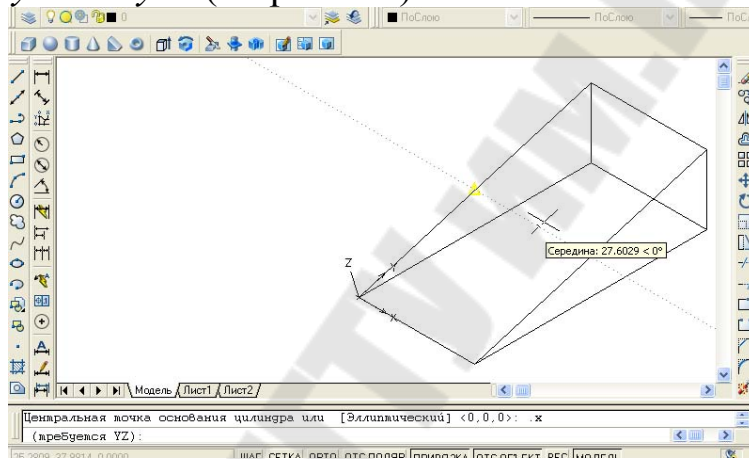 0
ПоСлою
ПоСлою
ПоСлою
Середина: 27.6029 < 0°
Z
Y
X
Модель / Лист1 / Лист2 /
Центральная точка основания цилиндра или [Эллиптический] <0,0,0>: .x
(требуется YZ):
ШАГ СЕТКА ОРТО ОТС-ПОЛЯР ПРИВЯЗКА ОТС-ОБЪЕКТ ВЕС МОДЕЛЬ